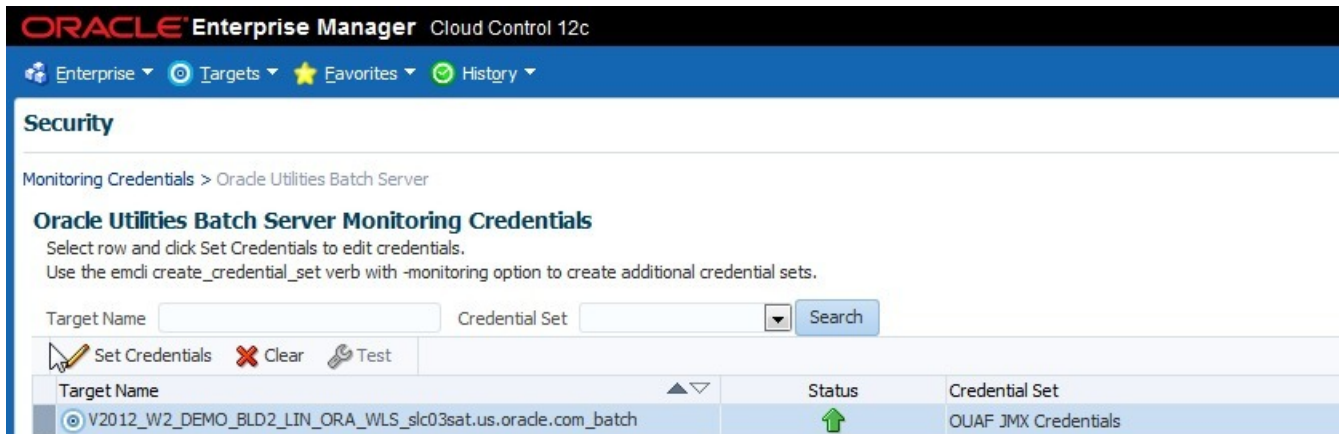 ORACLE Enterprise Manager Cloud Control 12c
Enterprise Targets Favorites History
Security
Monitoring Credentials > Oracle Utilities Batch Server
Oracle Utilities Batch Server Monitoring Credentials
Select row and click Set Credentials to edit credentials.
Use the emcli create_credential_set verb with -monitoring option to create additional credential sets.
Target Name Credential Set Search
Set Credentials Clear Test
Target Name Status Credential Set
V2012_W2_DEMO_BLD2_LIN_ORA_WLS_slc03sat.us.oracle.com_batch OUAF JMX Credentials